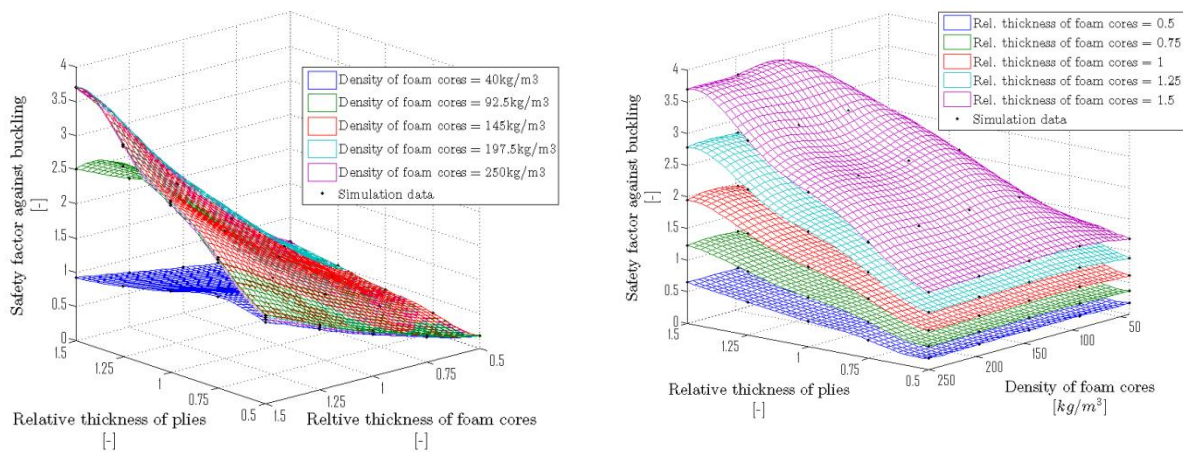 4
3.5
3
2.5
2
1.5
1
0.5
0
Safety factor against buckling
[-]
Density of foam cores = 40kg/m3
Density of foam cores = 92.5kg/m3
Density of foam cores = 145kg/m3
Density of foam cores = 197.5kg/m3
Density of foam cores = 250kg/m3
Simulation data
1.5
1.25
1
0.75
0.5
Relative thickness of plies
[-]
1.5
1
0.75
0.5
Reltive thickness of foam cores
[-]
4
3.5
3
2.5
2
1.5
1
0.5
0
Safety factor against buckling
[-]
Rel. thickness of foam cores = 0.5
Rel. thickness of foam cores = 0.75
Rel. thickness of foam cores = 1
Rel. thickness of foam cores = 1.25
Rel. thickness of foam cores = 1.5
Simulation data
1.5
1.25
1
0.75
0.5
Relative thickness of plies
[-]
250
200
150
100
50
Density of foam cores
[kg/m³]